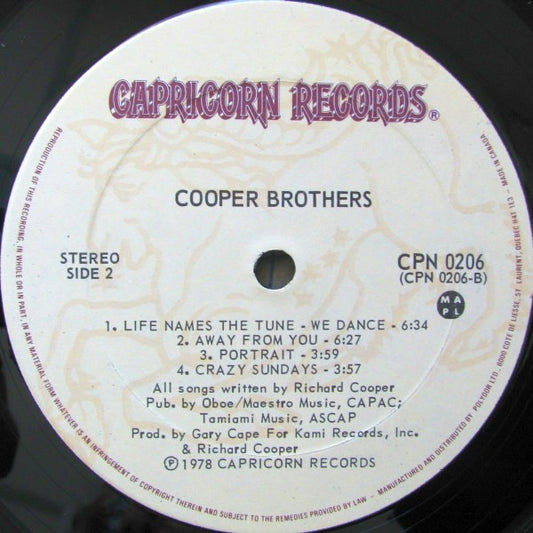 CAPRICORN RECORDS®
COOPER BROTHERS
STEREO
SIDE 2
CPN 0206
(CPN 0206-B)
M A
P L
1. LIFE NAMES THE TUNE - WE DANCE - 6:34
2. AWAY FROM YOU - 6:27
3. PORTRAIT - 3:59
4. CRAZY SUNDAYS - 3:57
All songs written by Richard Cooper
Pub. by Oboe/Maestro Music, CAPAC;
Tamiami Music, ASCAP
Prod. by Gary Cape For Kami Records, Inc.
& Richard Cooper
Ⓟ 1978 CAPRICORN RECORDS
REPRODUCTION OF THIS RECORDING, IN WHOLE OR IN PART, IN ANY MATERIAL FORM WHATEVER IS AN INFRINGEMENT OF COPYRIGHT THEREIN AND SUBJECT TO THE REMEDIES PROVIDED BY LAW - MANUFACTURED AND DISTRIBUTED BY POLYDOR LTD., 6000 COTE DE LIESSE, ST. LAURENT, QUEBEC H4T 1E3 - MADE IN CANADA